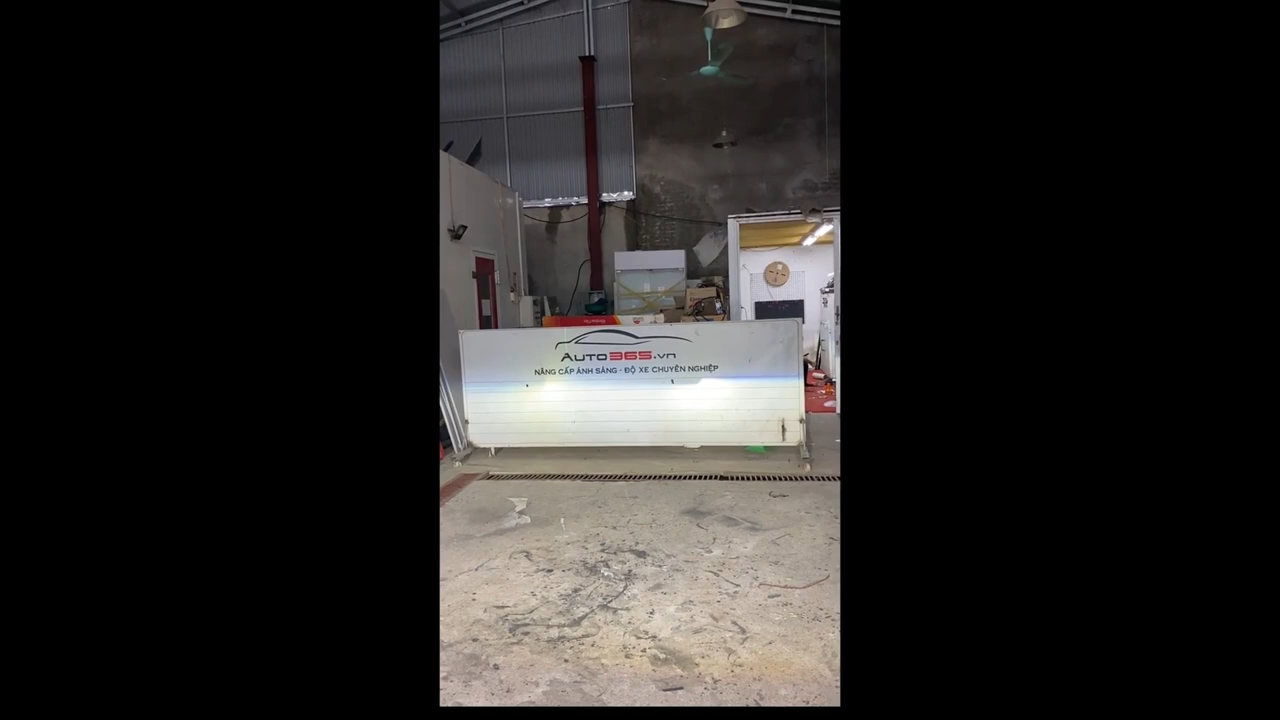 AUTO365.vn
NÂNG CẤP ÁNH SÁNG - ĐỘ XE CHUYÊN NGHIỆP